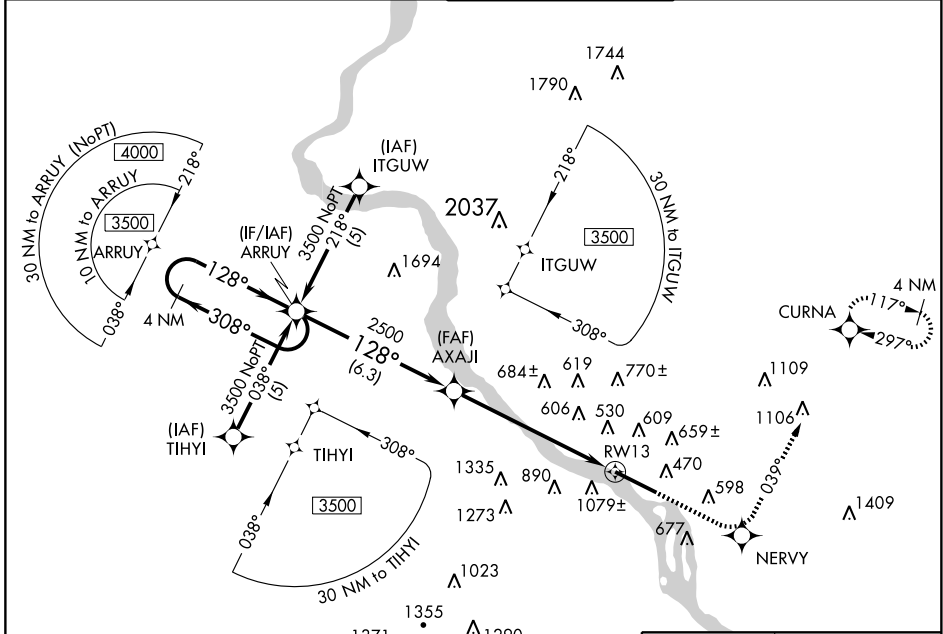 1744
1790
(IAF)
ITGUW
30 NM to ARRUY (NoPT)
4000
218°
10 NM to ARRUY
3500
ARRUY
038°
3500 NoPT
218°
(5)
(IF/IAF)
ARRUY
2037
218°
30 NM to ITGUW
3500
ITGUW
308°
1694
128°
4 NM
308°
2500
128°
(6.3)
(FAF)
AXAJI
CURNA
4 NM
117°
297°
3500 NoPT
038°
(5)
(IAF)
TIHYI
684±
619
770±
1109
606
530
609
659±
1106
RW13
039°
308°
TIHYI
3500
038°
30 NM to TIHYI
1335
890
1273
1079±
470
598
677
1409
NERVY
1023
1355
1271
1290